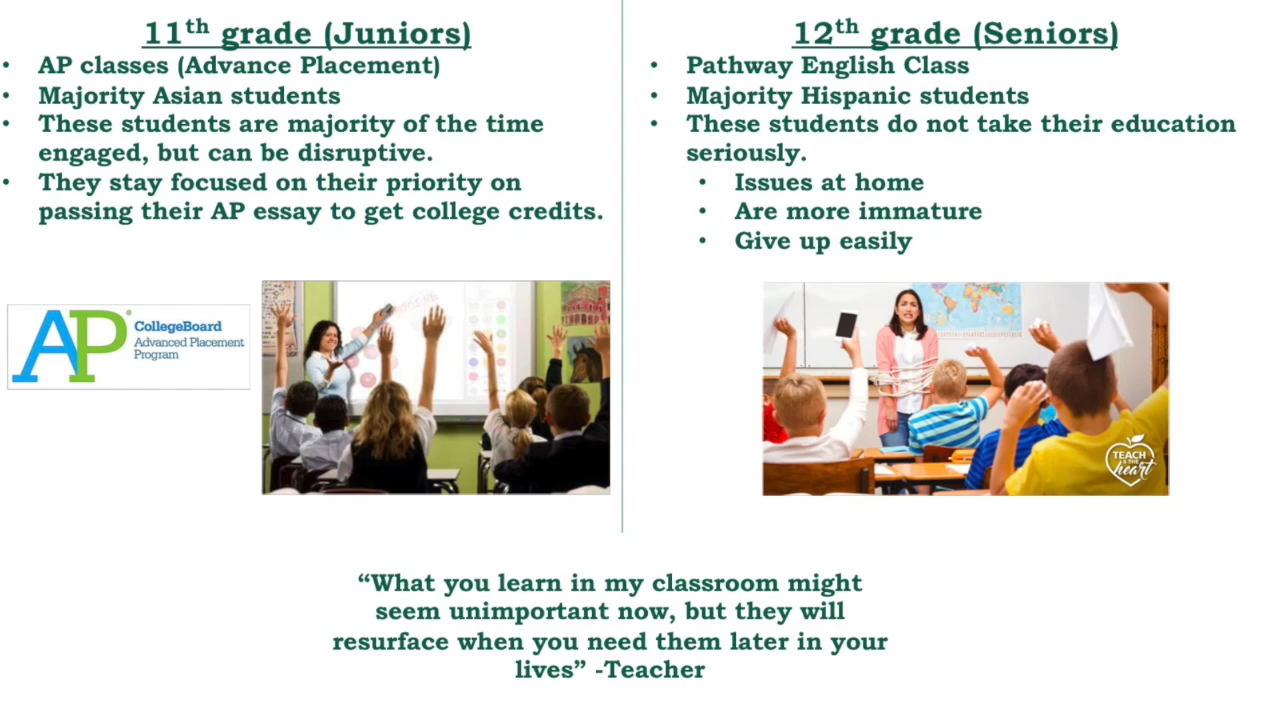 11th grade (Juniors)
• AP classes (Advance Placement)
• Majority Asian students
• These students are majority of the time
engaged, but can be disruptive.
• They stay focused on their priority on
passing their AP essay to get college credits.
12th grade (Seniors)
• Pathway English Class
• Majority Hispanic students
• These students do not take their education
seriously.
• Issues at home
• Are more immature
• Give up easily
AP®
CollegeBoard
Advanced Placement
Program
TEACH
heart
“What you learn in my classroom might
seem unimportant now, but they will
resurface when you need them later in your
lives” -Teacher